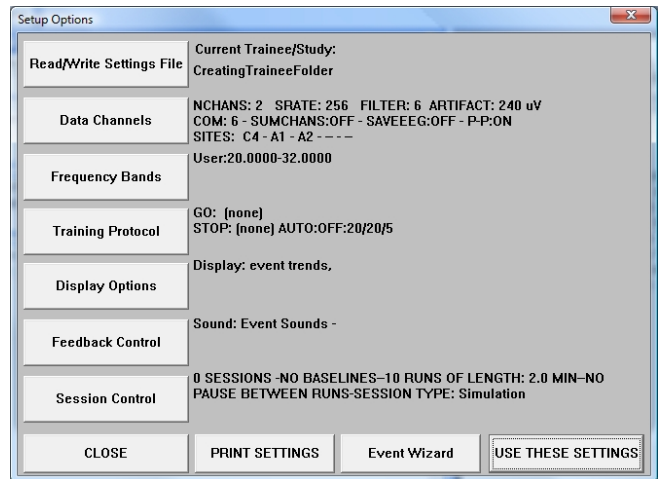 Setup Options
Read/Write Settings File
Current Trainee/Study:
CreatingTraineeFolder
Data Channels
NCHANS: 2 SRATE: 256 FILTER: 6 ARTIFACT: 240 uV
COM: 6 - SUMCHANS:OFF - SAVEEEG:OFF - P-P:ON
SITES: C4 - A1 - A2 - -- - --
Frequency Bands
User:20.0000-32.0000
Training Protocol
GO: (none)
STOP: (none) AUTO:OFF:20/20/5
Display Options
Display: event trends,
Feedback Control
Sound: Event Sounds -
Session Control
0 SESSIONS -NO BASELINES--10 RUNS OF LENGTH: 2.0 MIN--NO
PAUSE BETWEEN RUNS-SESSION TYPE: Simulation
CLOSE
PRINT SETTINGS
Event Wizard
USE THESE SETTINGS